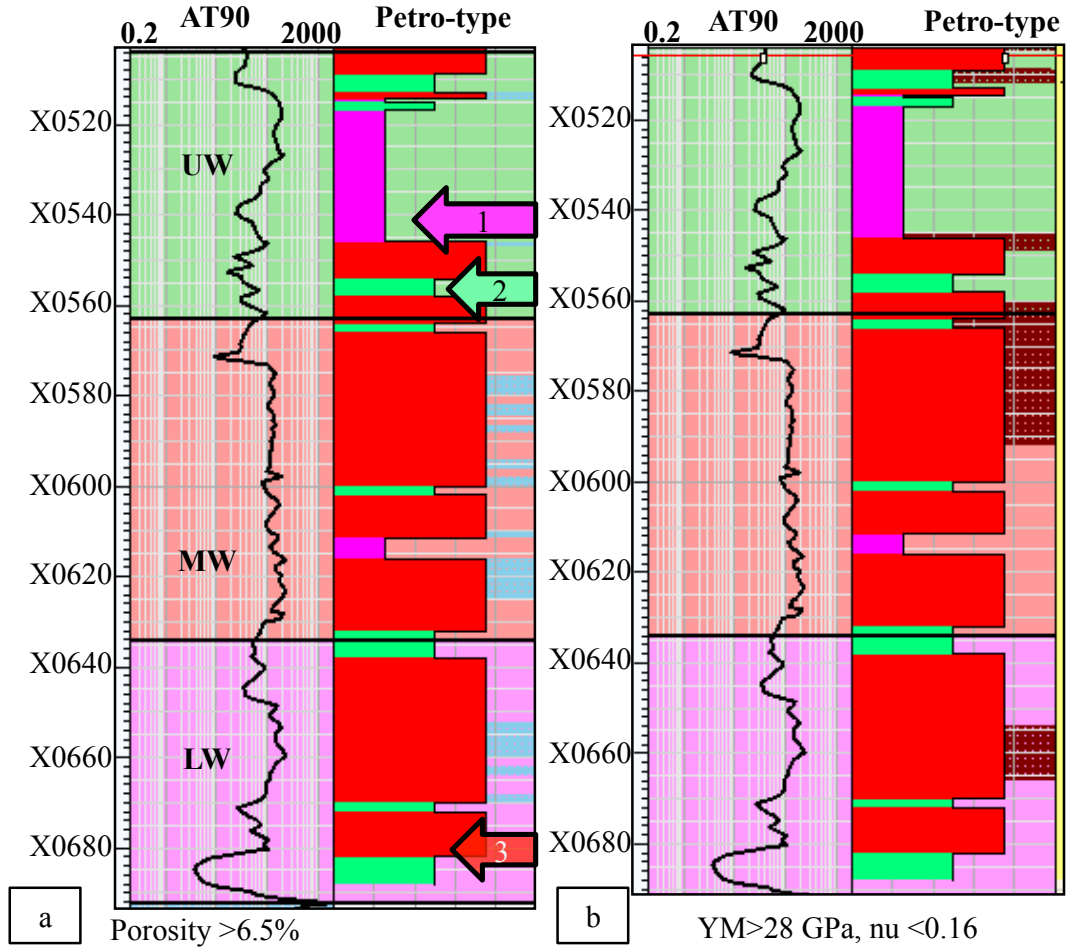 AT90 Petro-type
0.2 2000
X0520
UW
X0540
1
2
X0560
X0580
X0600
MW
X0620
X0640
LW
X0660
X0680
3
a
Porosity >6.5%
AT90 Petro-type
0.2 2000
X0520
X0540
X0560
X0580
X0600
X0620
X0640
X0660
X0680
b
YM>28 GPa, nu <0.16